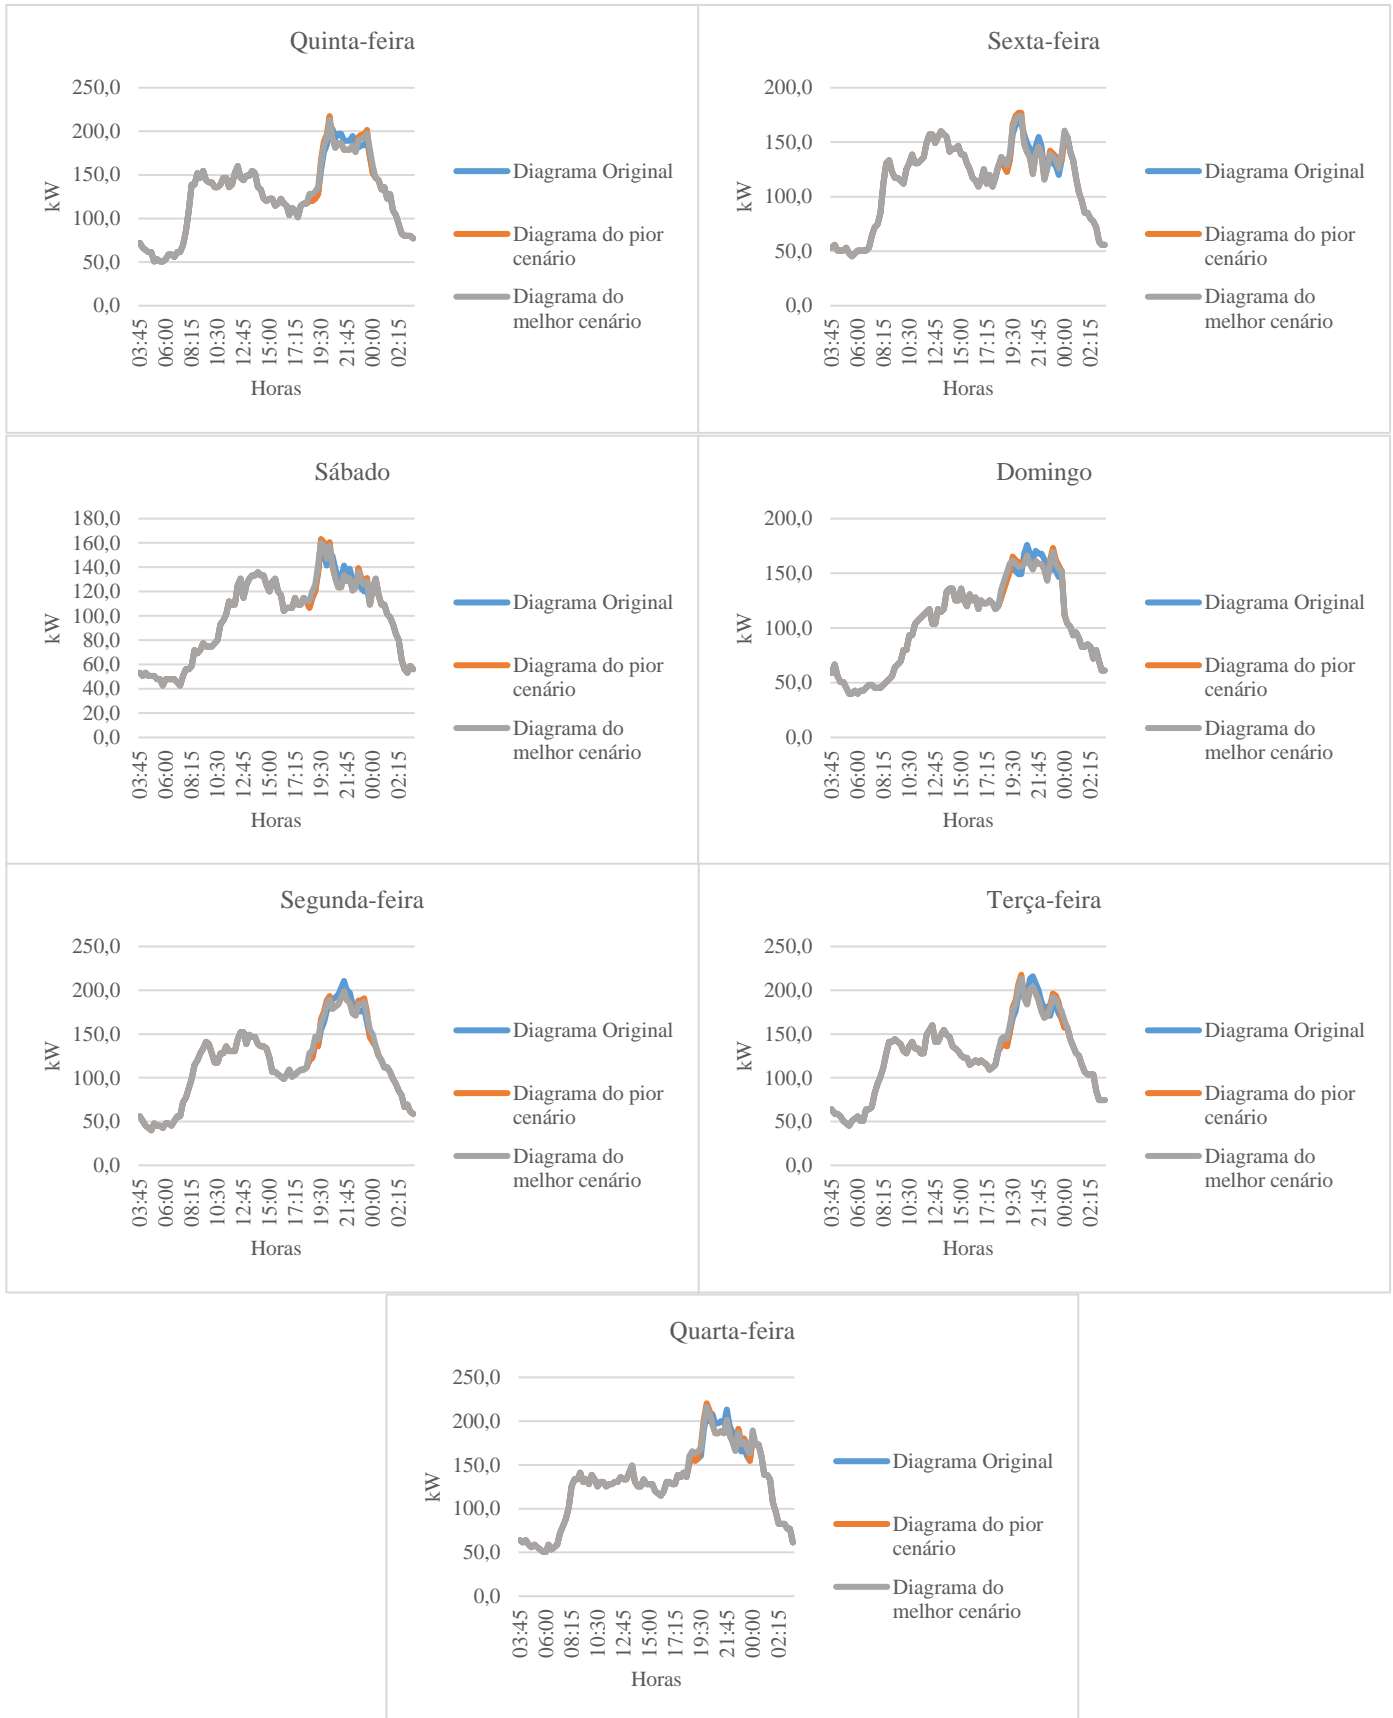 Quinta-feira
250,0
200,0
150,0
100,0
50,0
0,0
kW
03:45
06:00
08:15
10:30
12:45
15:00
17:15
19:30
21:45
00:00
02:15
Horas
Diagrama Original
Diagrama do pior
cenário
Diagrama do
melhor cenário
Sexta-feira
200,0
150,0
100,0
50,0
0,0
kW
03:45
06:00
08:15
10:30
12:45
15:00
17:15
19:30
21:45
00:00
02:15
Horas
Diagrama Original
Diagrama do pior
cenário
Diagrama do
melhor cenário
Sábado
180,0
160,0
140,0
120,0
100,0
80,0
60,0
40,0
20,0
0,0
kW
03:45
06:00
08:15
10:30
12:45
15:00
17:15
19:30
21:45
00:00
02:15
Horas
Diagrama Original
Diagrama do pior
cenário
Diagrama do
melhor cenário
Domingo
200,0
150,0
100,0
50,0
0,0
kW
03:45
06:00
08:15
10:30
12:45
15:00
17:15
19:30
21:45
00:00
02:15
Horas
Diagrama Original
Diagrama do pior
cenário
Diagrama do
melhor cenário
Segunda-feira
250,0
200,0
150,0
100,0
50,0
0,0
kW
03:45
06:00
08:15
10:30
12:45
15:00
17:15
19:30
21:45
00:00
02:15
Horas
Diagrama Original
Diagrama do pior
cenário
Diagrama do
melhor cenário
Terça-feira
250,0
200,0
150,0
100,0
50,0
0,0
kW
03:45
06:00
08:15
10:30
12:45
15:00
17:15
19:30
21:45
00:00
02:15
Horas
Diagrama Original
Diagrama do pior
cenário
Diagrama do
melhor cenário
Quarta-feira
250,0
200,0
150,0
100,0
50,0
0,0
kW
03:45
06:00
08:15
10:30
12:45
15:00
17:15
19:30
21:45
00:00
02:15
Horas
Diagrama Original
Diagrama do pior
cenário
Diagrama do
melhor cenário